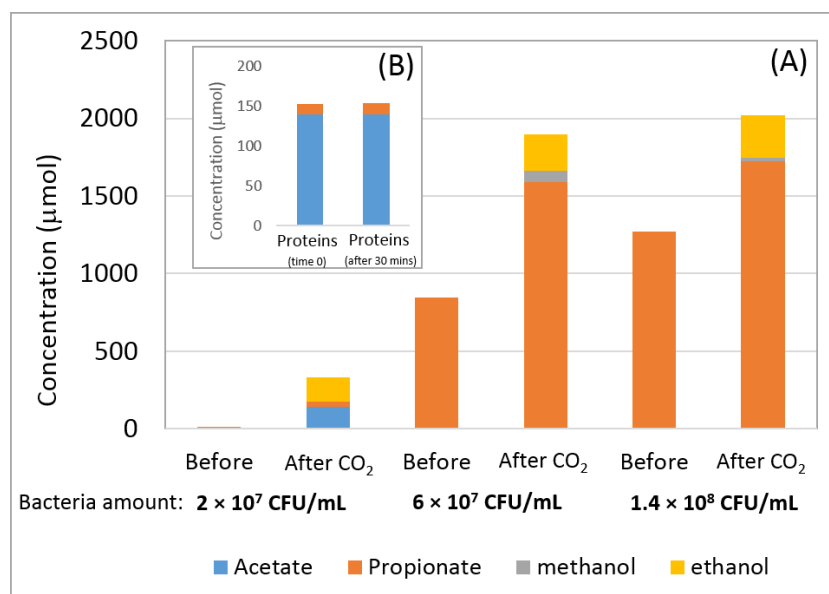 2500
2000
1500
1000
500
0
Concentration (μmol)
(A)
(B)
200
150
100
50
0
Concentration (μmol)
Proteins Proteins
(time 0) (after 30 mins)
Before After CO₂ Before After CO₂ Before After CO₂
Bacteria amount: 2 × 10⁷ CFU/mL 6 × 10⁷ CFU/mL 1.4 × 10⁸ CFU/mL
Acetate Propionate methanol ethanol